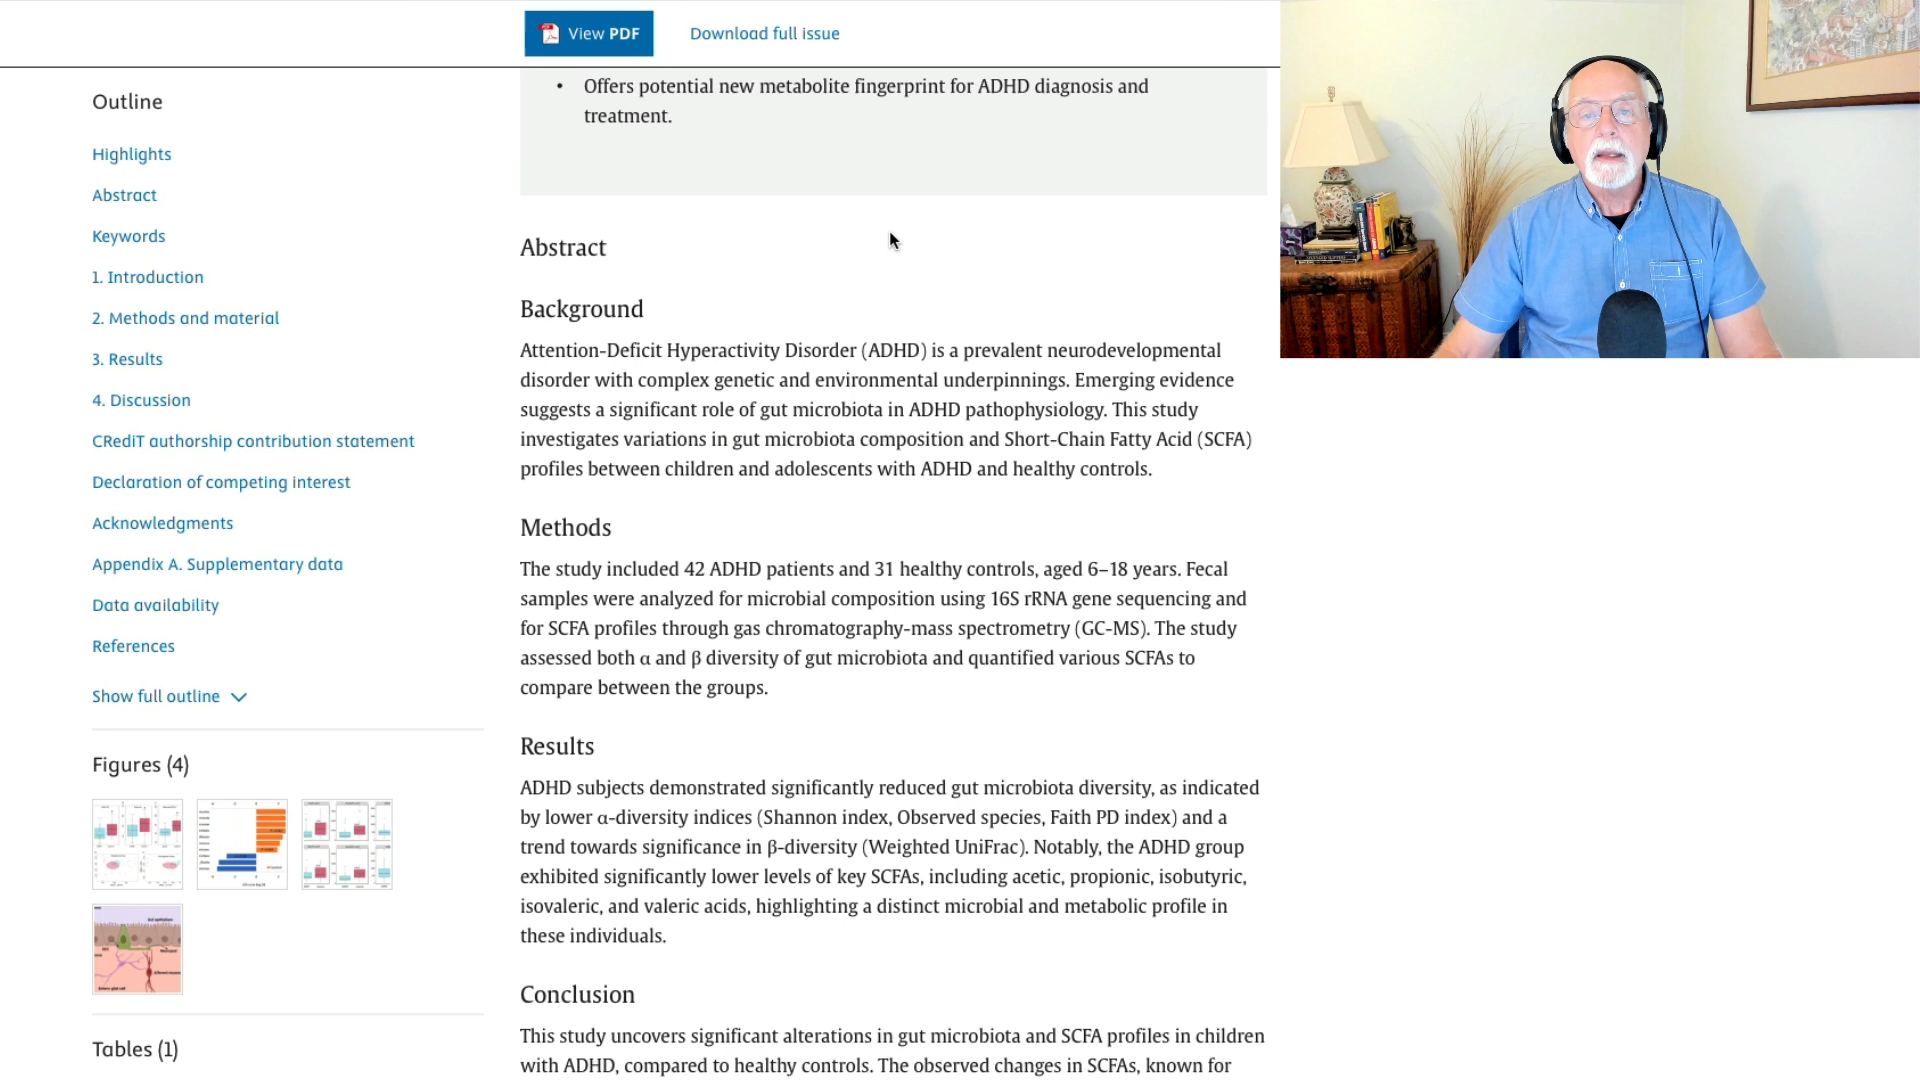 View PDF
Download full issue
Outline
Highlights
Abstract
Keywords
1. Introduction
2. Methods and material
3. Results
4. Discussion
CRediT authorship contribution statement
Declaration of competing interest
Acknowledgments
Appendix A. Supplementary data
Data availability
References
Show full outline
Figures (4)
Tables (1)
• Offers potential new metabolite fingerprint for ADHD diagnosis and
treatment.
Abstract
Background
Attention-Deficit Hyperactivity Disorder (ADHD) is a prevalent neurodevelopmental
disorder with complex genetic and environmental underpinnings. Emerging evidence
suggests a significant role of gut microbiota in ADHD pathophysiology. This study
investigates variations in gut microbiota composition and Short-Chain Fatty Acid (SCFA)
profiles between children and adolescents with ADHD and healthy controls.
Methods
The study included 42 ADHD patients and 31 healthy controls, aged 6–18 years. Fecal
samples were analyzed for microbial composition using 16S rRNA gene sequencing and
for SCFA profiles through gas chromatography-mass spectrometry (GC-MS). The study
assessed both α and β diversity of gut microbiota and quantified various SCFAs to
compare between the groups.
Results
ADHD subjects demonstrated significantly reduced gut microbiota diversity, as indicated
by lower α-diversity indices (Shannon index, Observed species, Faith PD index) and a
trend towards significance in β-diversity (Weighted UniFrac). Notably, the ADHD group
exhibited significantly lower levels of key SCFAs, including acetic, propionic, isobutyric,
isovaleric, and valeric acids, highlighting a distinct microbial and metabolic profile in
these individuals.
Conclusion
This study uncovers significant alterations in gut microbiota and SCFA profiles in children
with ADHD, compared to healthy controls. The observed changes in SCFAs, known for